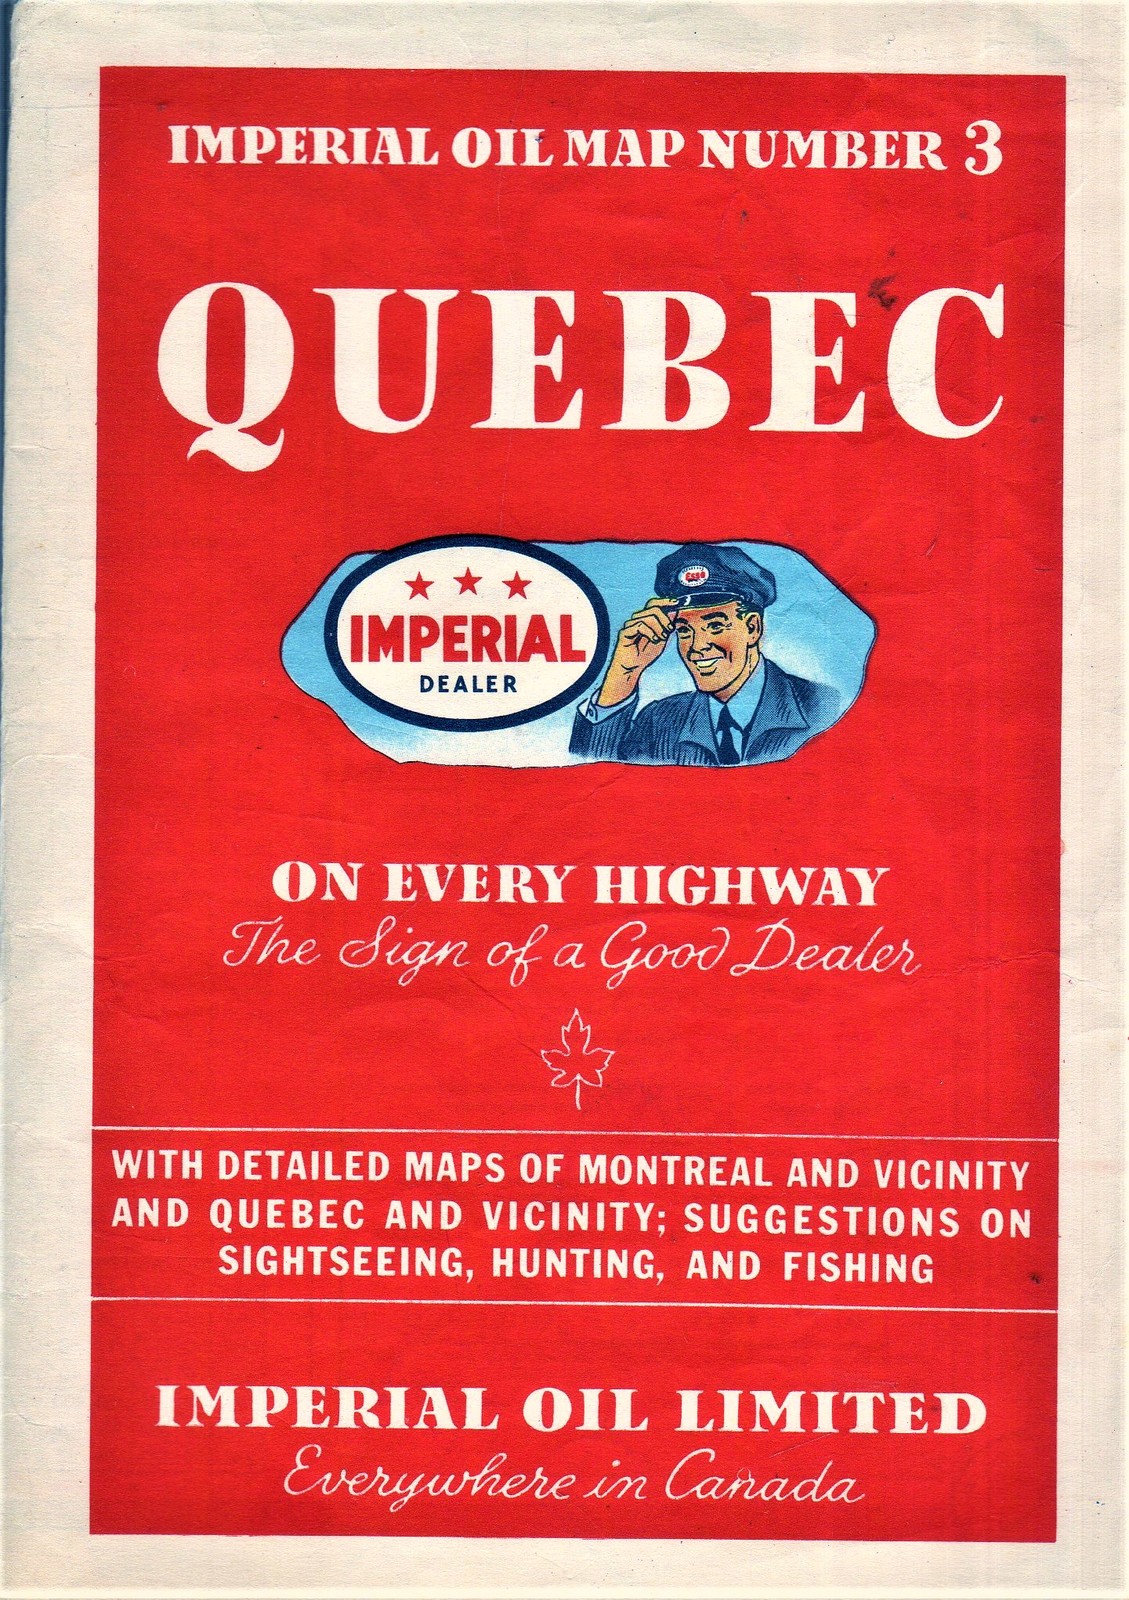 IMPERIAL OIL MAP NUMBER 3
QUEBEC
IMPERIAL
DEALER
Esso
ON EVERY HIGHWAY
The Sign of a Good Dealer
WITH DETAILED MAPS OF MONTREAL AND VICINITY
AND QUEBEC AND VICINITY; SUGGESTIONS ON
SIGHTSEEING, HUNTING, AND FISHING
IMPERIAL OIL LIMITED
Everywhere in Canada